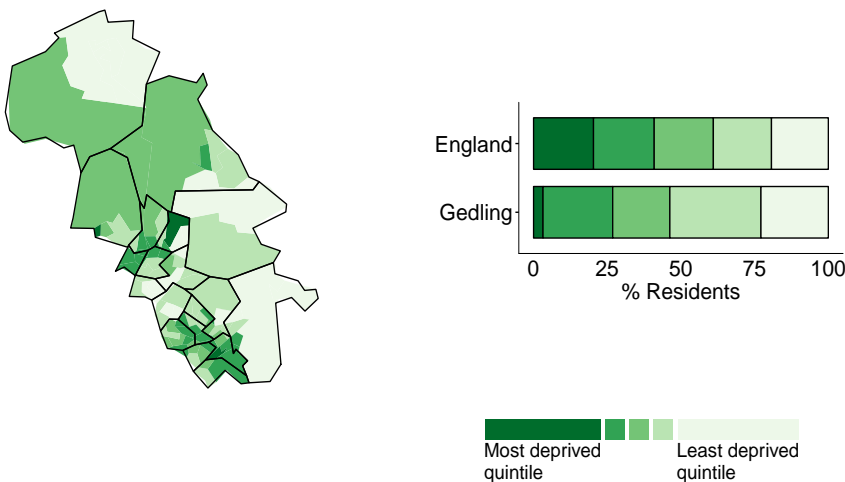 England
Gedling
0 25 50 75 100
% Residents
Most deprived
quintile
Least deprived
quintile